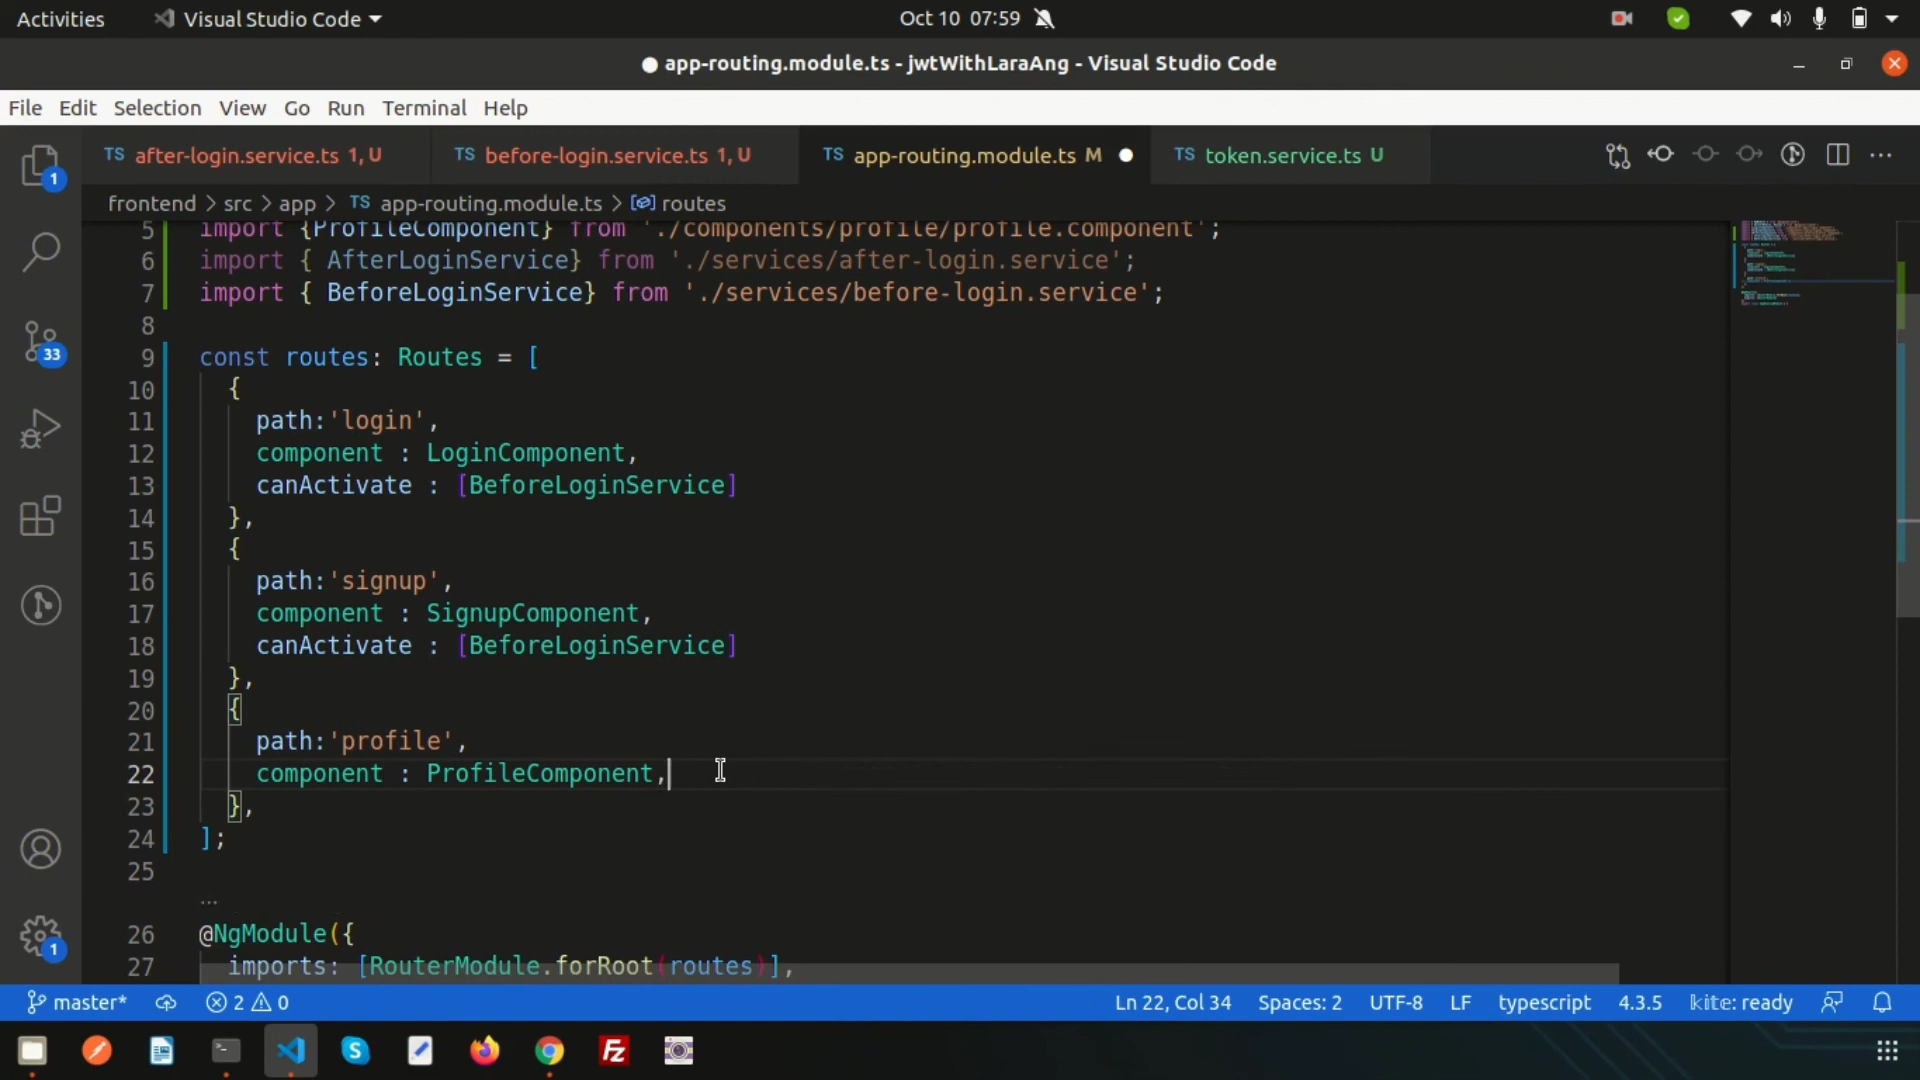 Activities Visual Studio Code Oct 10 07:59
app-routing.module.ts - jwtWithLaraAng - Visual Studio Code
File Edit Selection View Go Run Terminal Help
TS after-login.service.ts 1, U TS before-login.service.ts 1, U TS app-routing.module.ts M TS token.service.ts U
frontend > src > app > TS app-routing.module.ts > routes
5 import {ProfileComponent} from './components/profile/profile.component';
6 import { AfterLoginService} from './services/after-login.service';
7 import { BeforeLoginService} from './services/before-login.service';
8
9 const routes: Routes = [
10 {
11 path:'login',
12 component : LoginComponent,
13 canActivate : [BeforeLoginService]
14 },
15 {
16 path:'signup',
17 component : SignupComponent,
18 canActivate : [BeforeLoginService]
19 },
20 {
21 path:'profile',
22 component : ProfileComponent,
23 },
24 ];
25
...
26 @NgModule({
27 imports: [RouterModule.forRoot(routes)],
1
33
1
master* 2 0 Ln 22, Col 34 Spaces: 2 UTF-8 LF typescript 4.3.5 kite: ready